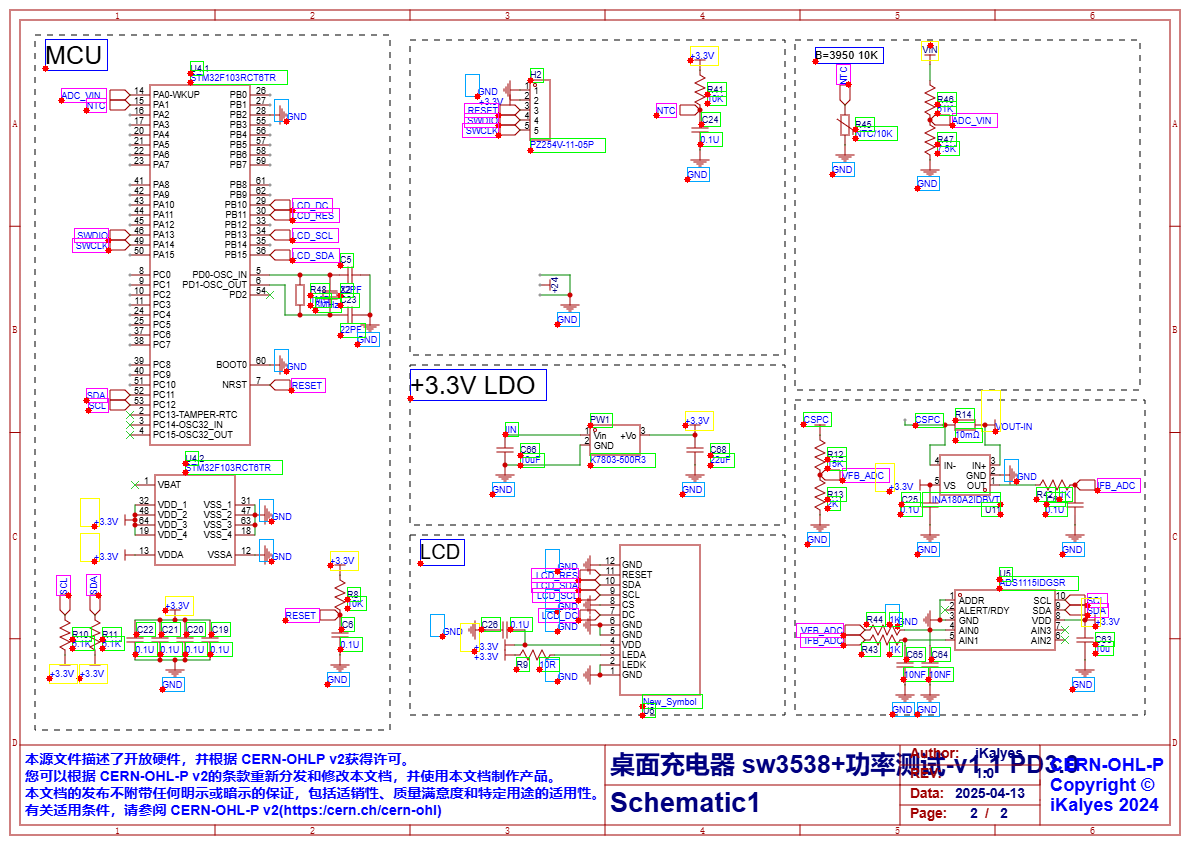 1 2 3 4 5 6
A
B
C
D
MCU
U4.1
STM32F103RCT6TR
ADC_VIN
NTC
14 PA0-WKUP
15 PA1
16 PA2
17 PA3
20 PA4
21 PA5
22 PA6
23 PA7
41 PA8
42 PA9
43 PA10
44 PA11
45 PA12
46 PA13
49 PA14
50 PA15
SWDIO
SWCLK
8 PC0
9 PC1
10 PC2
11 PC3
24 PC4
25 PC5
37 PC6
38 PC7
39 PC8
40 PC9
51 PC10
52 PC11
53 PC12
2 PC13-TAMPER-RTC
3 PC14-OSC32_IN
4 PC15-OSC32_OUT
SDA
SCL
PB0 26
PB1 27
PB2 28
PB3 55
PB4 56
PB5 57
PB6 58
PB7 59
GND
PB8 61
PB9 62
PB10 29
PB11 30
PB12 33
PB13 34
PB14 35
PB15 36
LCD_DC
LCD_RES
LCD_SCL
LCD_SDA
PD0-OSC_IN 5
PD1-OSC_OUT 6
PD2 54
C5
22PF
R48
C23
22PF
GND
BOOT0 60
GND
NRST 7
RESET
U4.2
STM32F103RCT6TR
1 VBAT
32 VDD_1
48 VDD_2
64 VDD_3
19 VDD_4
13 VDDA
VSS_1 31
VSS_2 47
VSS_3 63
VSS_4 18
VSSA 12
+3.3V
+3.3V
GND
GND
SCL
SDA
R10
R11
+3.3V
+3.3V
+3.3V
C22
C21
C20
C19
0.1U
0.1U
0.1U
0.1U
GND
+3.3V
R8
10K
RESET
C6
0.1U
GND
H2
GND
+3.3V
RESET
SWDIO
SWCLK
1
2
3
4
5
PZ254V-11-05P
+3.3V
R41
10K
NTC
C24
0.1U
GND
+24
GND
B=3950 10K
NTC
R45
NTC/10K
GND
VIN
R46
ADC_VIN
R47
GND
+3.3V LDO
IN
C66
10uF
GND
PW1
1 Vin
2 GND
+Vo 3
K7803-500R3
+3.3V
C68
22uF
GND
LCD
GND
LCD_RES
LCD_SDA
LCD_SCL
GND
LCD_DC
GND
12 GND
11 RESET
10 SDA
9 SCL
8 CS
7 DC
6 GND
5 GND
4 VDD
3 LEDA
2 LEDK
1 GND
GND
C26
0.1U
+3.3V
+3.3V
R9
10R
GND
New_Symbol
U6
CSPC
R12
15K
VFB_ADC
R13
2K
GND
CSPC
R14
10mΩ
VOUT-IN
4 IN-
5 VS
IN+ 3
GND 2
OUT 1
GND
+3.3V
C25
0.1U
INA180A2IDBVT
U11
R42
1K
0.1U
IFB_ADC
GND
GND
U5
ADS1115IDGSR
1 ADDR
2 ALERT/RDY
3 GND
4 AIN0
5 AIN1
SCL 10
SDA 9
VDD 8
AIN3 7
AIN2 6
SCL
SDA
+3.3V
C63
10u
GND
VFB_ADC
IFB_ADC
R44
1K
R43
1K
GND
C65
C64
10NF
10NF
GND
GND
本源文件描述了开放硬件，并根据 CERN-OHLP v2获得许可。
您可以根据 CERN-OHL-P v2的条款重新分发和修改本文档，并使用本文档制作产品。
本文档的发布不附带任何明示或暗示的保证，包括适销性、质量满意度和特定用途的适用性。
有关适用条件，请参阅 CERN-OHL-P v2(https:/cern.ch/cern-ohl)
桌面充电器 sw3538+功率测试-v1.1 PD3.0
Schematic1
Author: iKalyes
REV: 1.0
Data: 2025-04-13
Page: 2 / 2
CERN-OHL-P
Copyright ©
iKalyes 2024
1 2 3 4 5 6